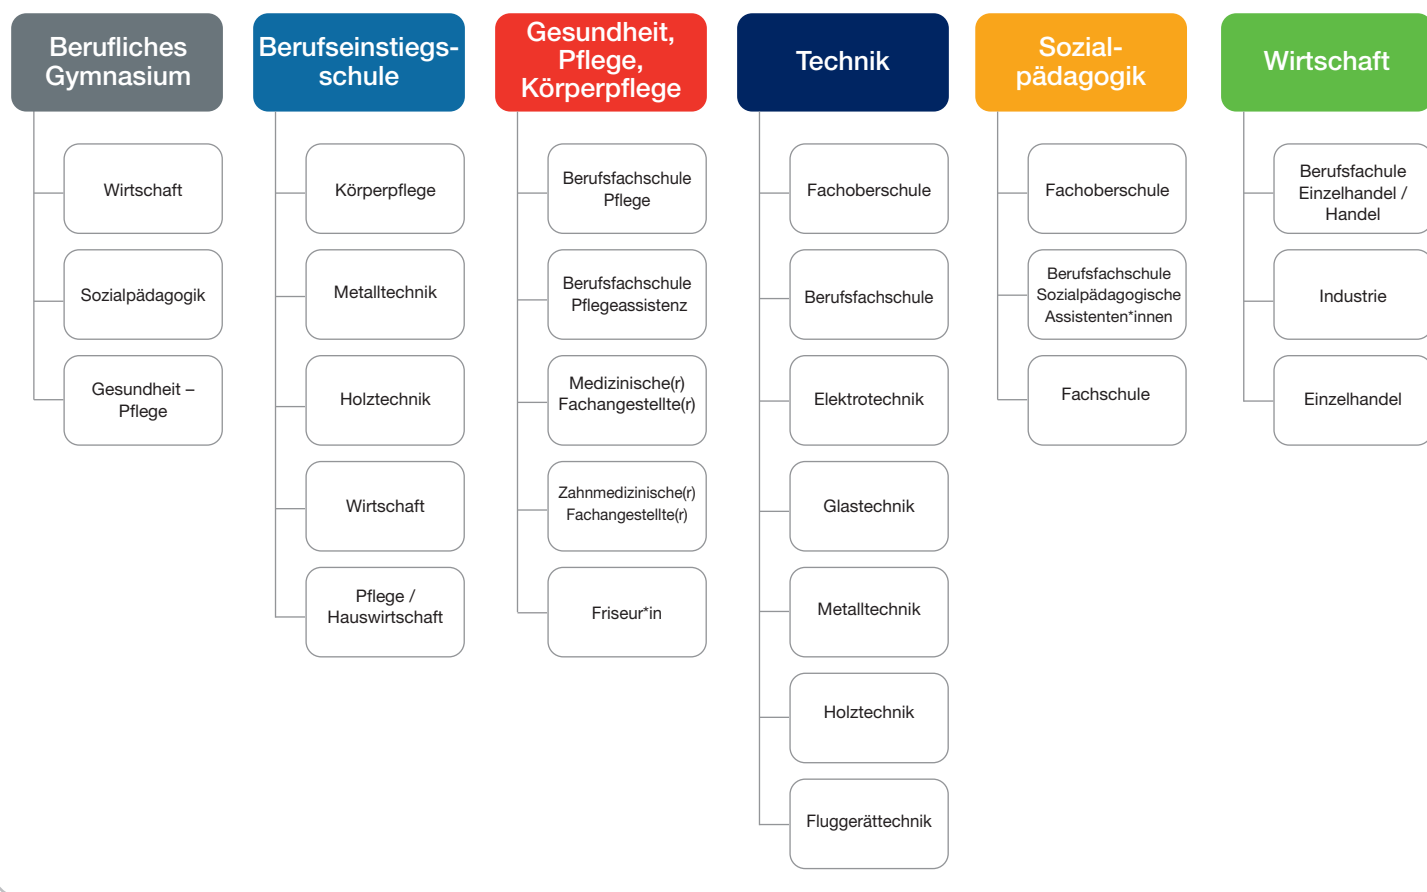 Berufliches
Gymnasium
Wirtschaft
Sozialpädagogik
Gesundheit –
Pflege
Berufseinstiegs-
schule
Körperpflege
Metalltechnik
Holztechnik
Wirtschaft
Pflege /
Hauswirtschaft
Gesundheit,
Pflege,
Körperpflege
Berufsfachschule
Pflege
Berufsfachschule
Pflegeassistenz
Medizinische(r)
Fachangestellte(r)
Zahnmedizinische(r)
Fachangestellte(r)
Friseur*in
Technik
Fachoberschule
Berufsfachschule
Elektrotechnik
Glastechnik
Metalltechnik
Holztechnik
Fluggerättechnik
Sozial-
pädagogik
Fachoberschule
Berufsfachschule
Sozialpädagogische
Assistenten*innen
Fachschule
Wirtschaft
Berufsfachule
Einzelhandel /
Handel
Industrie
Einzelhandel